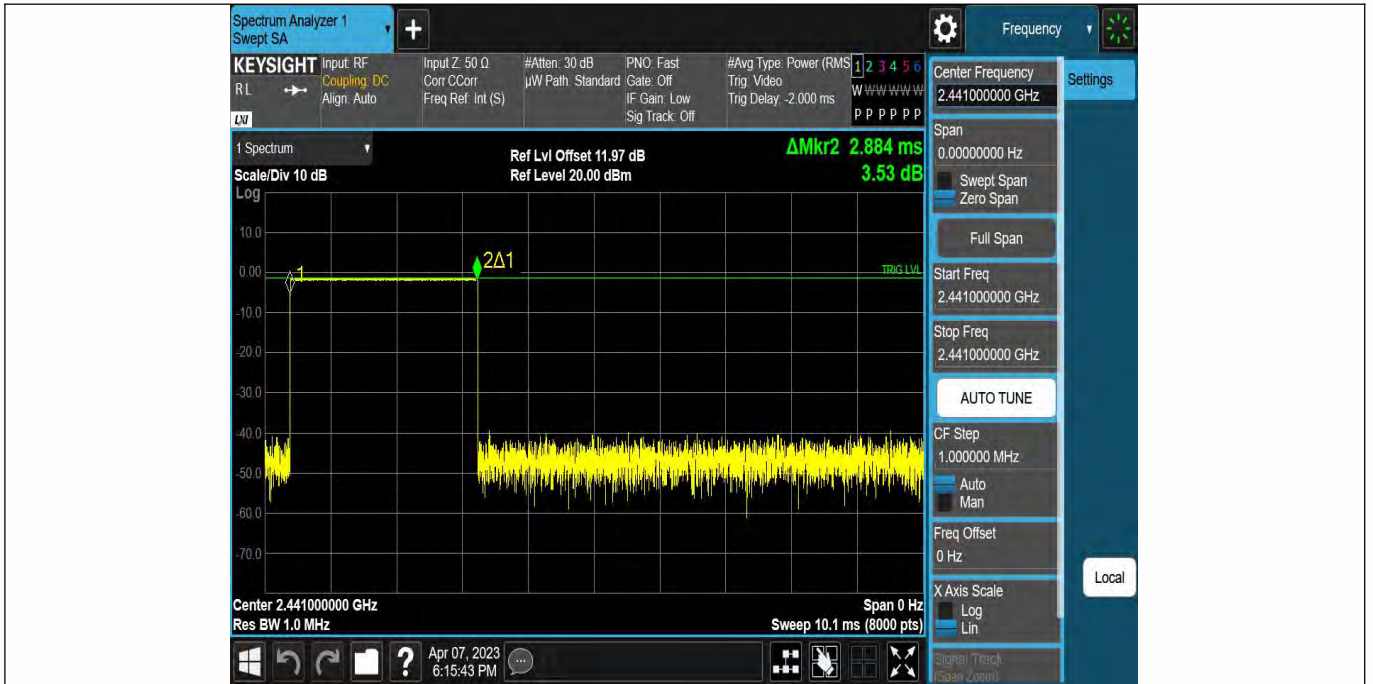 Spectrum Analyzer 1
Swept SA
+
Frequency
KEYSIGHT
R L
LXI
Input: RF
Coupling: DC
Align: Auto
Input Z: 50 Ω
Corr CCorr
Freq Ref: Int (S)
#Atten: 30 dB
µW Path: Standard
PNO: Fast
Gate: Off
IF Gain: Low
Sig Track: Off
#Avg Type: Power (RMS
Trig: Video
Trig Delay: -2.000 ms
1 2 3 4 5 6
W W W W W W
P P P P P P
1 Spectrum
Scale/Div 10 dB
Log
Ref Lvl Offset 11.97 dB
Ref Level 20.00 dBm
ΔMkr2 2.884 ms
3.53 dB
10.0
0.00
-10.0
-20.0
-30.0
-40.0
-50.0
-60.0
-70.0
1
2Δ1
TRIG LVL
Center 2.441000000 GHz
Res BW 1.0 MHz
Span 0 Hz
Sweep 10.1 ms (8000 pts)
?
Apr 07, 2023
6:15:43 PM
Center Frequency
2.441000000 GHz
Settings
Span
0.00000000 Hz
Swept Span
Zero Span
Full Span
Start Freq
2.441000000 GHz
Stop Freq
2.441000000 GHz
AUTO TUNE
CF Step
1.000000 MHz
Auto
Man
Freq Offset
0 Hz
X Axis Scale
Log
Lin
Signal Track
(Span Zoom)
Local